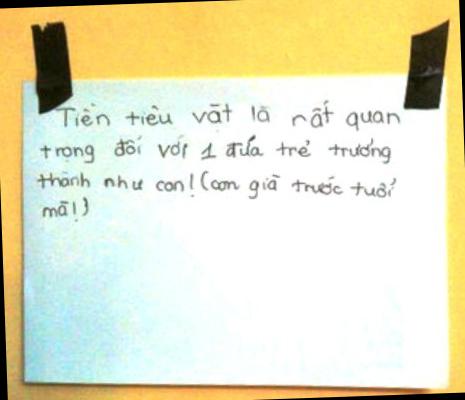 Tiền tiêu vặt là rất quan
trọng đối với 1 đứa trẻ trưởng
thành như con! (con già trước tuổi
mà!)